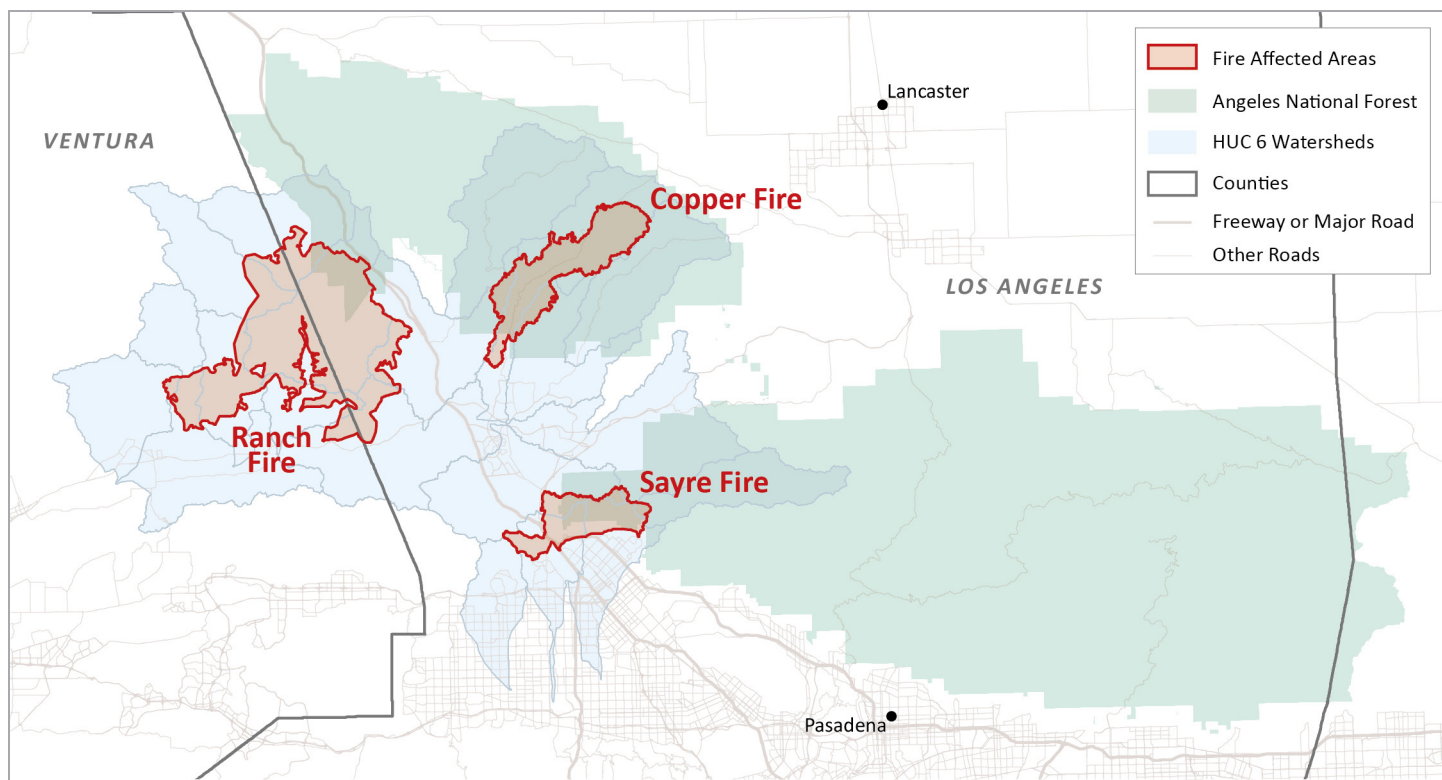 Fire Affected Areas
Angeles National Forest
HUC 6 Watersheds
Counties
Freeway or Major Road
Other Roads
Lancaster
VENTURA
Copper Fire
LOS ANGELES
Ranch
Fire
Sayre Fire
Pasadena